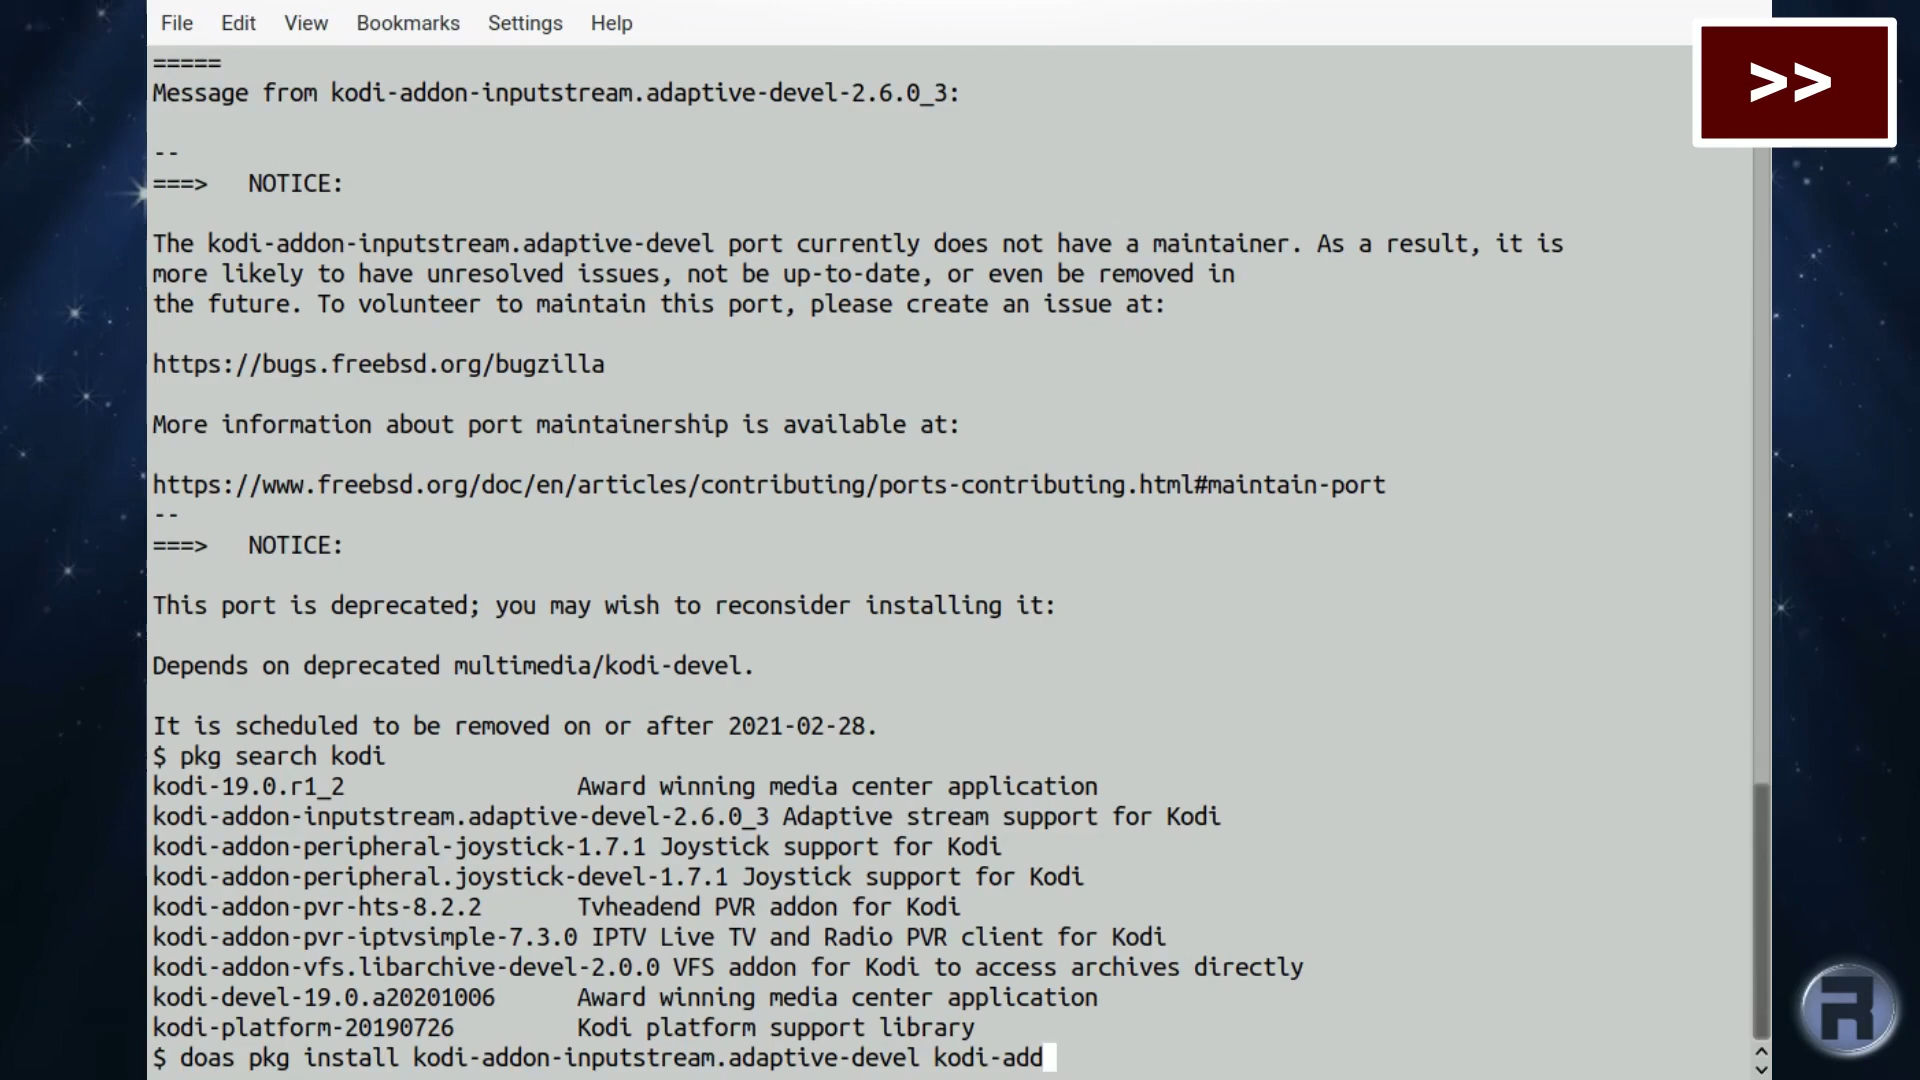 File Edit View Bookmarks Settings Help
>>
=====
Message from kodi-addon-inputstream.adaptive-devel-2.6.0_3:
--
===>   NOTICE:
The kodi-addon-inputstream.adaptive-devel port currently does not have a maintainer. As a result, it is
more likely to have unresolved issues, not be up-to-date, or even be removed in
the future. To volunteer to maintain this port, please create an issue at:
https://bugs.freebsd.org/bugzilla
More information about port maintainership is available at:
https://www.freebsd.org/doc/en/articles/contributing/ports-contributing.html#maintain-port
--
===>   NOTICE:
This port is deprecated; you may wish to reconsider installing it:
Depends on deprecated multimedia/kodi-devel.
It is scheduled to be removed on or after 2021-02-28.
$ pkg search kodi
kodi-19.0.r1_2                 Award winning media center application
kodi-addon-inputstream.adaptive-devel-2.6.0_3 Adaptive stream support for Kodi
kodi-addon-peripheral-joystick-1.7.1 Joystick support for Kodi
kodi-addon-peripheral.joystick-devel-1.7.1 Joystick support for Kodi
kodi-addon-pvr-hts-8.2.2       Tvheadend PVR addon for Kodi
kodi-addon-pvr-iptvsimple-7.3.0 IPTV Live TV and Radio PVR client for Kodi
kodi-addon-vfs.libarchive-devel-2.0.0 VFS addon for Kodi to access archives directly
kodi-devel-19.0.a20201006      Award winning media center application
kodi-platform-20190726         Kodi platform support library
$ doas pkg install kodi-addon-inputstream.adaptive-devel kodi-add
R